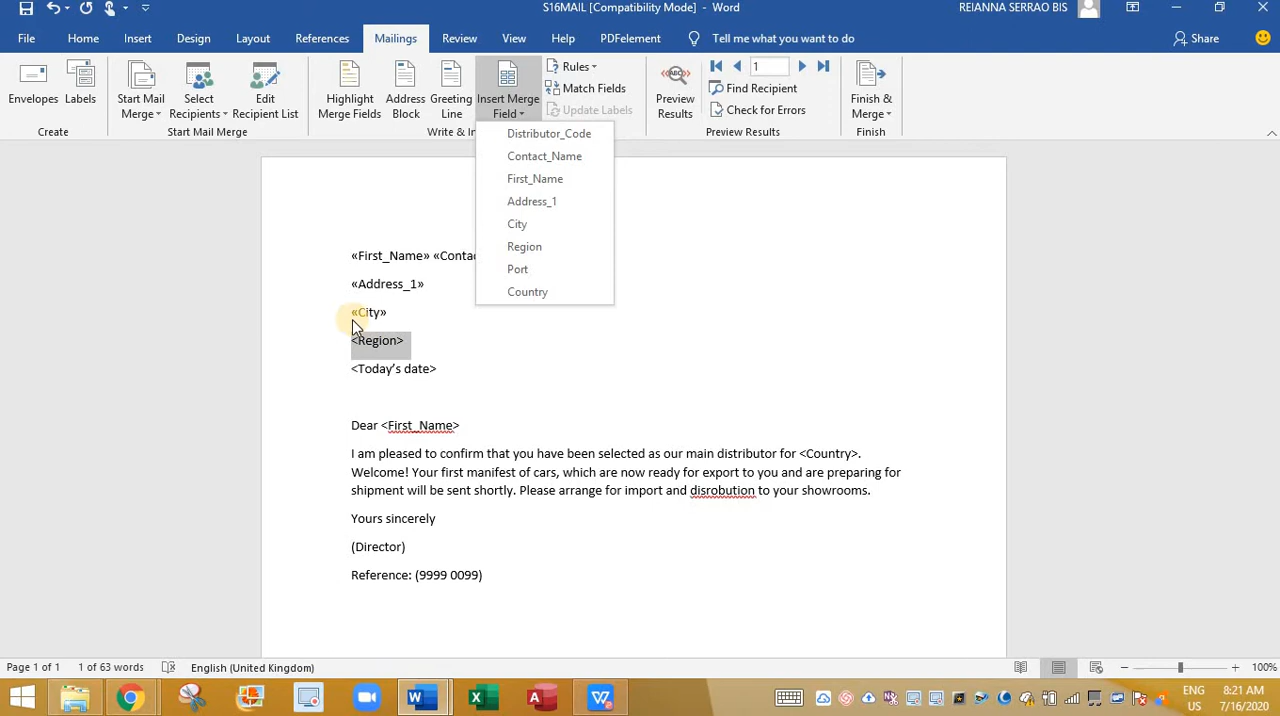 S16MAIL [Compatibility Mode] - Word
REIANNA SERRAO BIS
File Home Insert Design Layout References Mailings Review View Help PDFelement Tell me what you want to do Share
Envelopes
Labels
Start Mail Merge
Select Recipients
Edit Recipient List
Highlight Merge Fields
Address Block
Greeting Line
Insert Merge Field
Rules
Match Fields
Update Labels
ABC
Preview Results
1
Find Recipient
Check for Errors
Finish & Merge
Create
Start Mail Merge
Write & In
Preview Results
Finish
Distributor_Code
Contact_Name
First_Name
Address_1
City
Region
Port
Country
«First_Name» «Contac
«Address_1»
«City»
<Region>
<Today’s date>
Dear <First_Name>
I am pleased to confirm that you have been selected as our main distributor for <Country>.
Welcome! Your first manifest of cars, which are now ready for export to you and are preparing for
shipment will be sent shortly. Please arrange for import and disrobution to your showrooms.
Yours sincerely
(Director)
Reference: (9999 0099)
Page 1 of 1 1 of 63 words English (United Kingdom) 100%
ENG 8:21 AM
US 7/16/2020